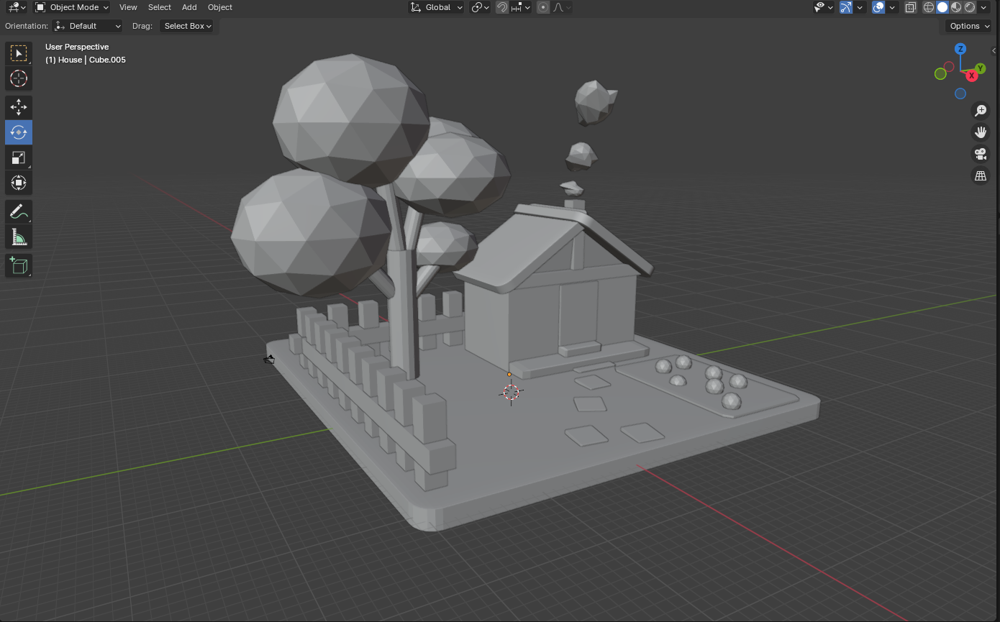 Object Mode View Select Add Object Global
Orientation: Default Drag: Select Box Options
User Perspective
(1) House | Cube.005
Z
Y
X